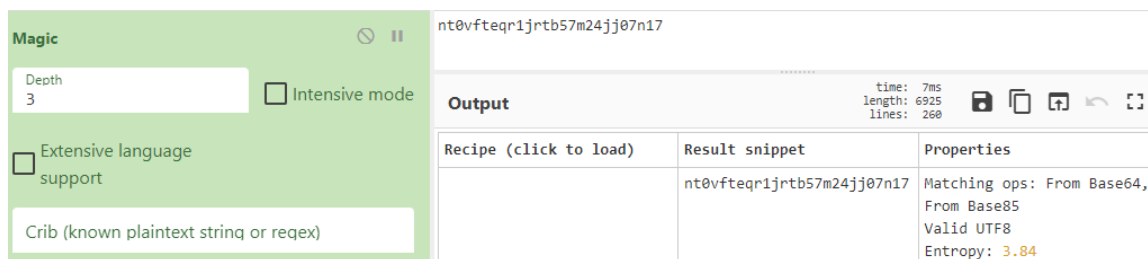 Magic
Depth
3
Intensive mode
Extensive language
support
Crib (known plaintext string or regex)
nt0vfteqr1jrtb57m24jj07n17
Output
time: 7ms
length: 6925
lines: 260
Recipe (click to load) Result snippet Properties
nt0vfteqr1jrtb57m24jj07n17 Matching ops: From Base64,
From Base85
Valid UTF8
Entropy: 3.84